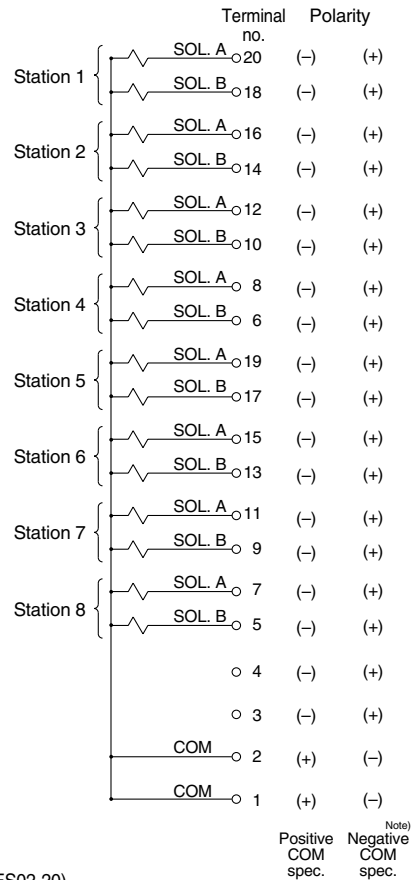 Terminal no. Polarity
Station 1 SOL. A 20 (–) (+)
SOL. B 18 (–) (+)
Station 2 SOL. A 16 (–) (+)
SOL. B 14 (–) (+)
Station 3 SOL. A 12 (–) (+)
SOL. B 10 (–) (+)
Station 4 SOL. A 8 (–) (+)
SOL. B 6 (–) (+)
Station 5 SOL. A 19 (–) (+)
SOL. B 17 (–) (+)
Station 6 SOL. A 15 (–) (+)
SOL. B 13 (–) (+)
Station 7 SOL. A 11 (–) (+)
SOL. B 9 (–) (+)
Station 8 SOL. A 7 (–) (+)
SOL. B 5 (–) (+)
4 (–) (+)
3 (–) (+)
COM 2 (+) (–)
COM 1 (+) (–)
Note)
Positive Negative
COM COM
spec. spec.